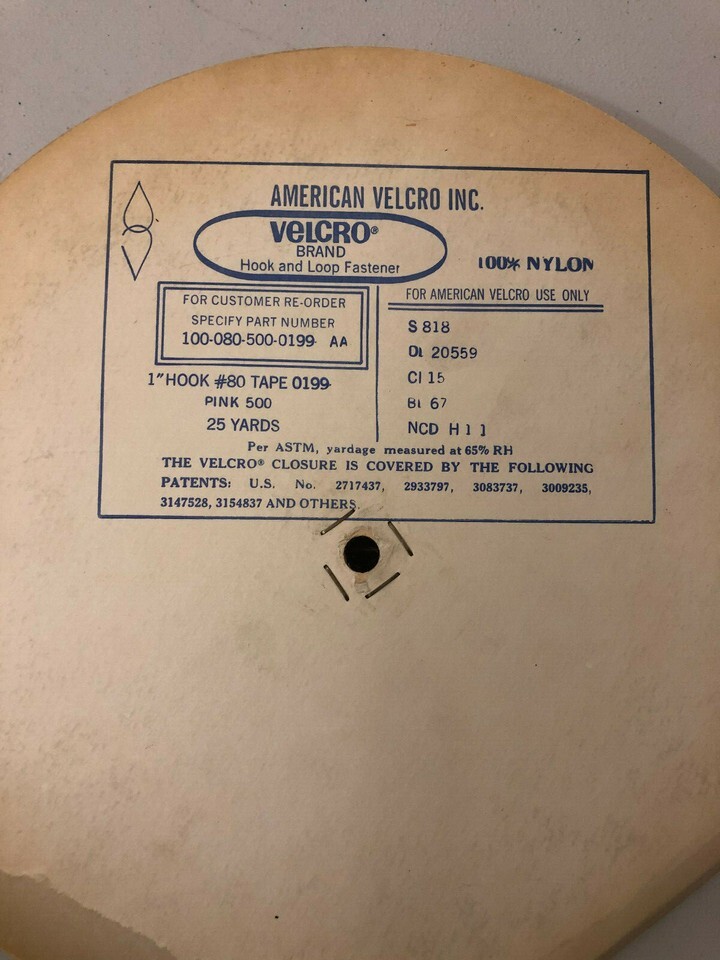 AMERICAN VELCRO INC.
VELCRO®
BRAND
Hook and Loop Fastener
100% NYLON
FOR CUSTOMER RE-ORDER
SPECIFY PART NUMBER
100-080-500-0199 AA
1" HOOK #80 TAPE 0199
PINK 500
25 YARDS
FOR AMERICAN VELCRO USE ONLY
S 818
OL 20559
CI 15
BI 67
NCD H 1 1
Per ASTM, yardage measured at 65% RH
THE VELCRO® CLOSURE IS COVERED BY THE FOLLOWING
PATENTS: U.S. No. 2717437, 2933797, 3083737, 3009235,
3147528, 3154837 AND OTHERS.